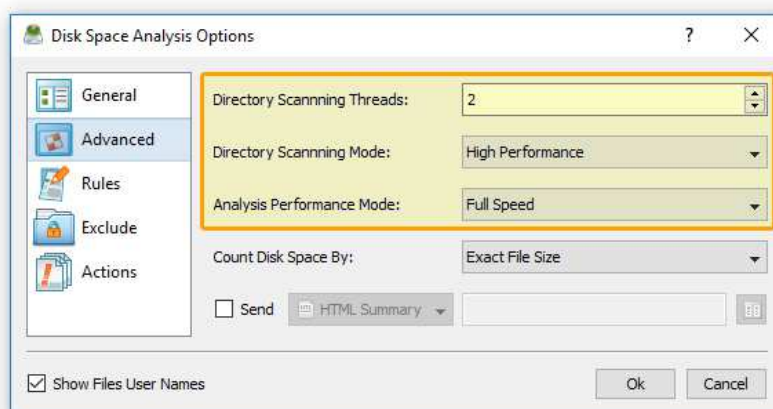 Disk Space Analysis Options
?
General
Advanced
Rules
Exclude
Actions
Directory Scannning Threads:
2
Directory Scannning Mode:
High Performance
Analysis Performance Mode:
Full Speed
Count Disk Space By:
Exact File Size
Send
HTML Summary
Show Files User Names
Ok
Cancel